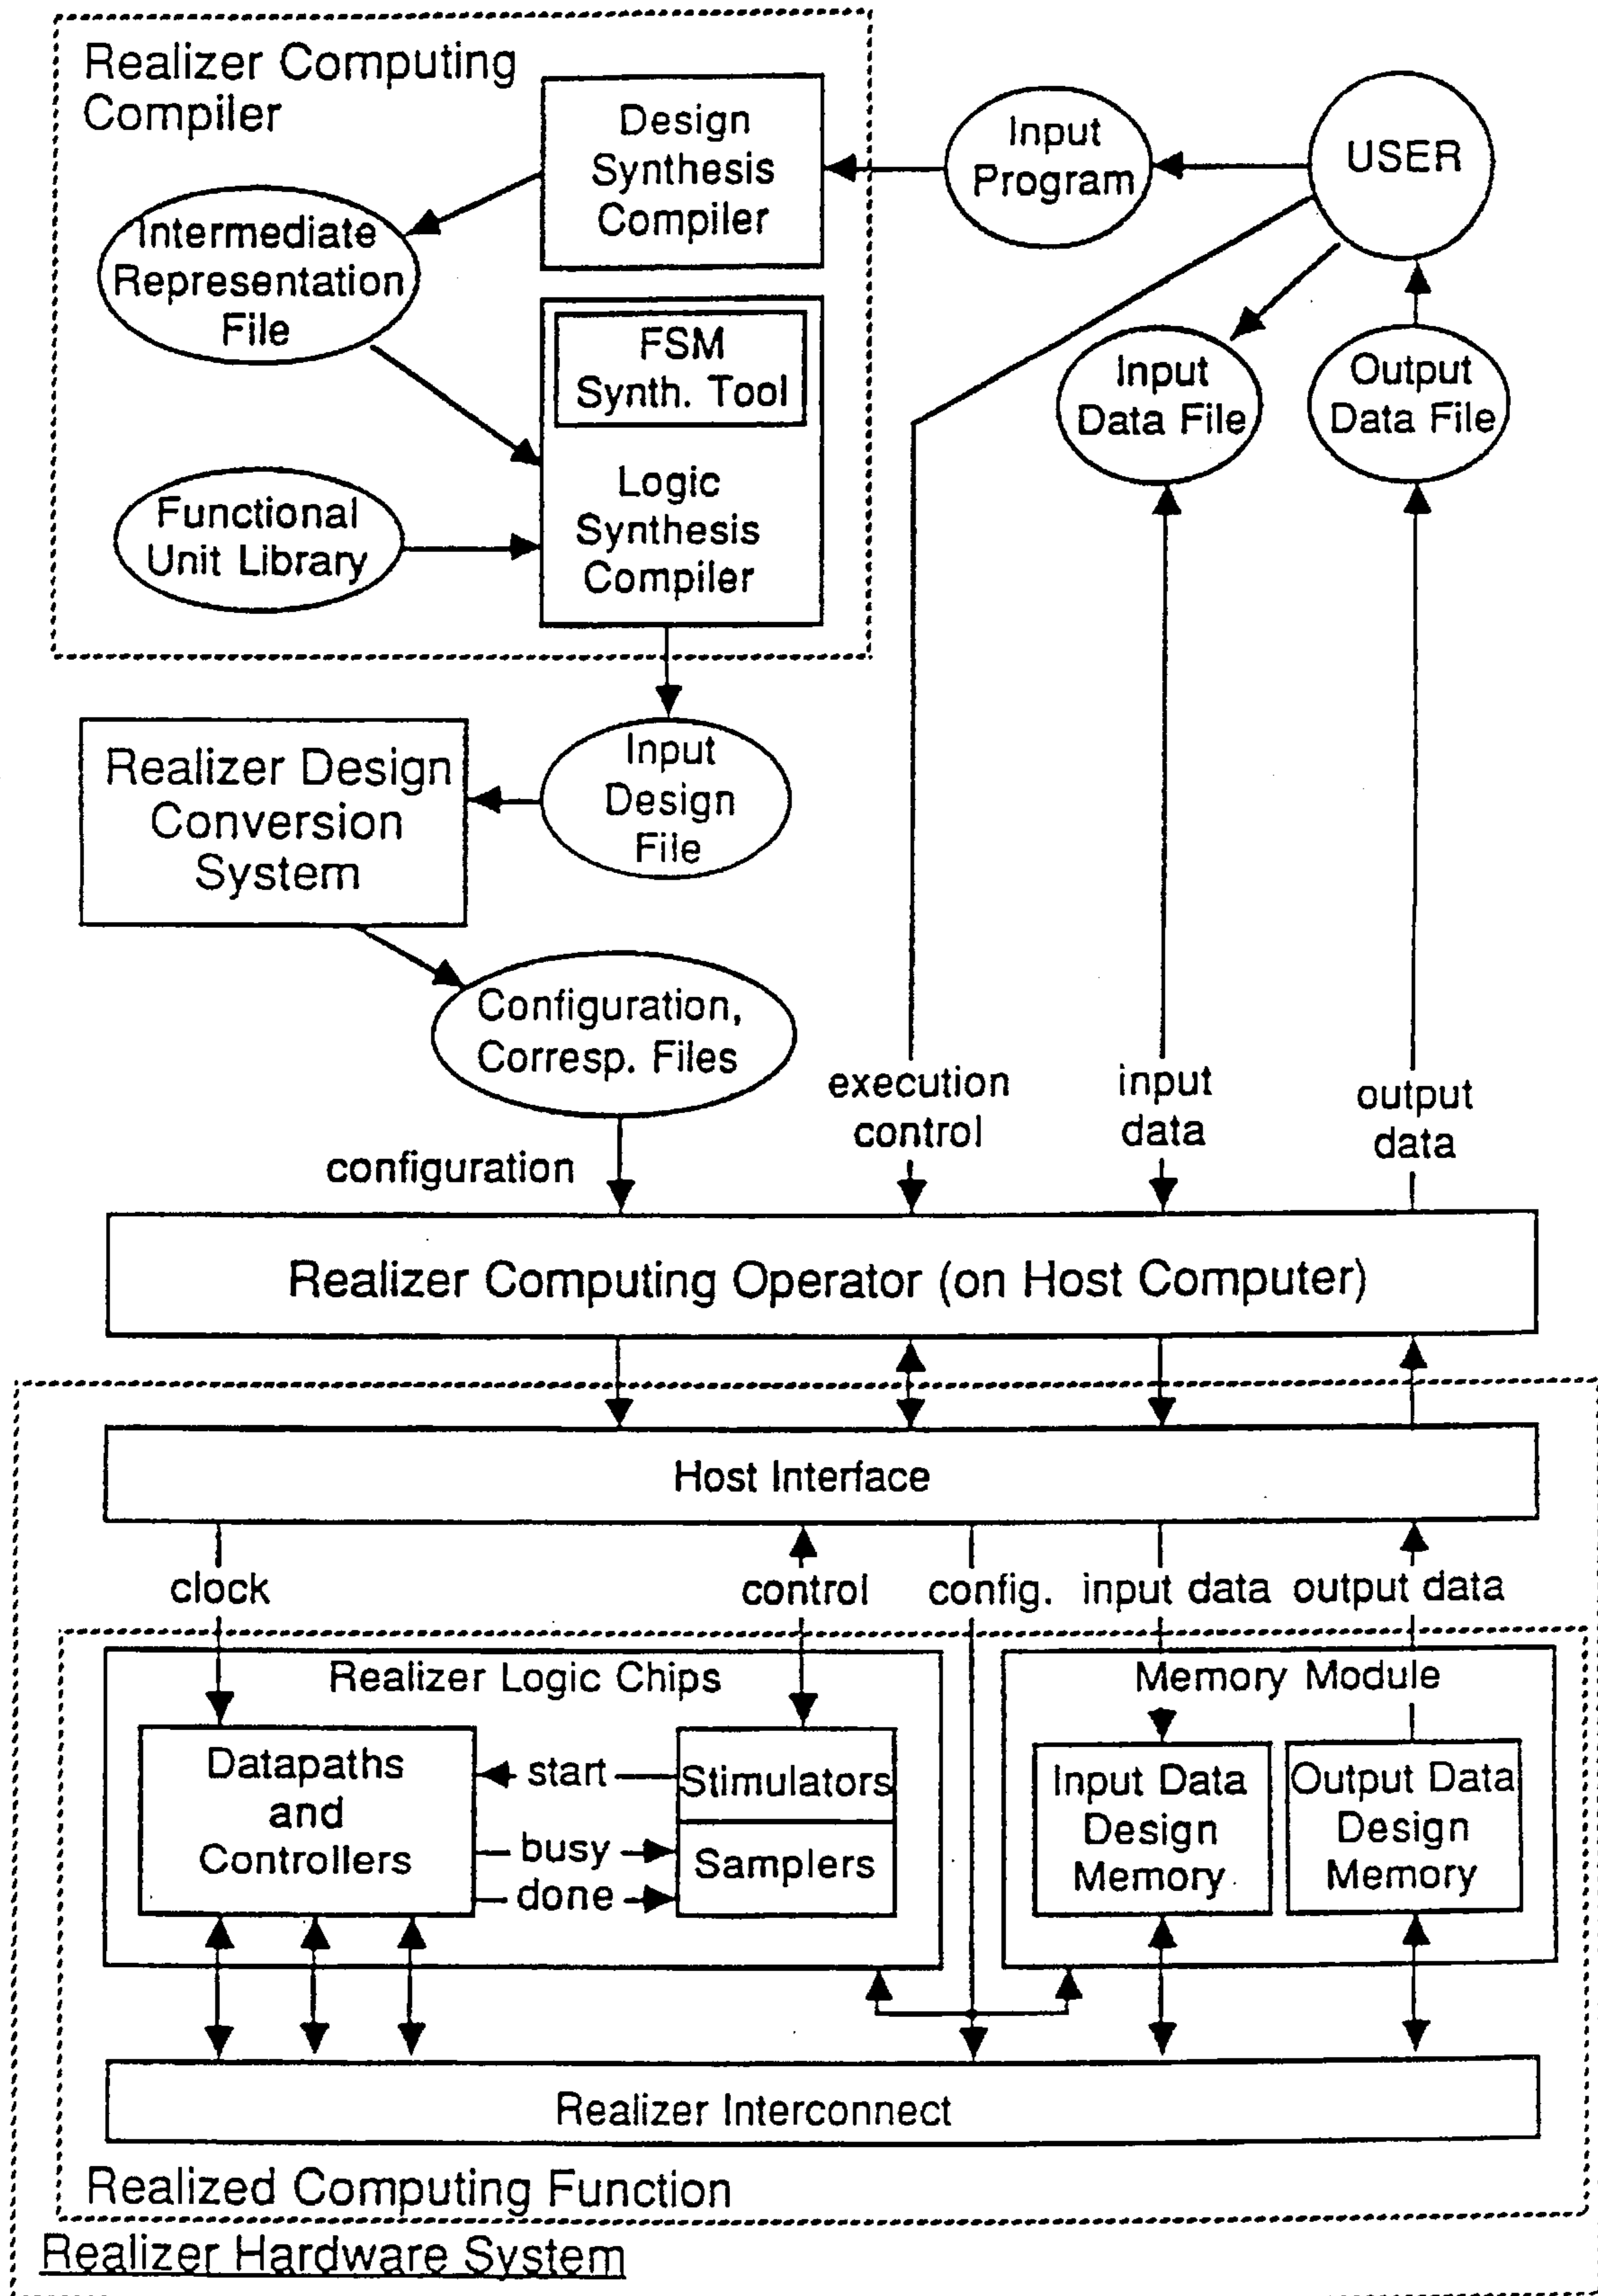 Realizer Computing
Compiler
Design
Synthesis
Compiler
Input
Program
USER
Intermediate
Representation
File
FSM
Synth. Tool
Logic
Synthesis
Compiler
Functional
Unit Library
Input
Data File
Output
Data File
Realizer Design
Conversion
System
Input
Design
File
Configuration,
Corresp. Files
configuration
execution
control
input
data
output
data
Realizer Computing Operator (on Host Computer)
Host Interface
clock
control
config.
input data
output data
Realizer Logic Chips
Datapaths
and
Controllers
start
busy
done
Stimulators
Samplers
Memory Module
Input Data
Design
Memory
Output Data
Design
Memory
Realizer Interconnect
Realized Computing Function
Realizer Hardware System